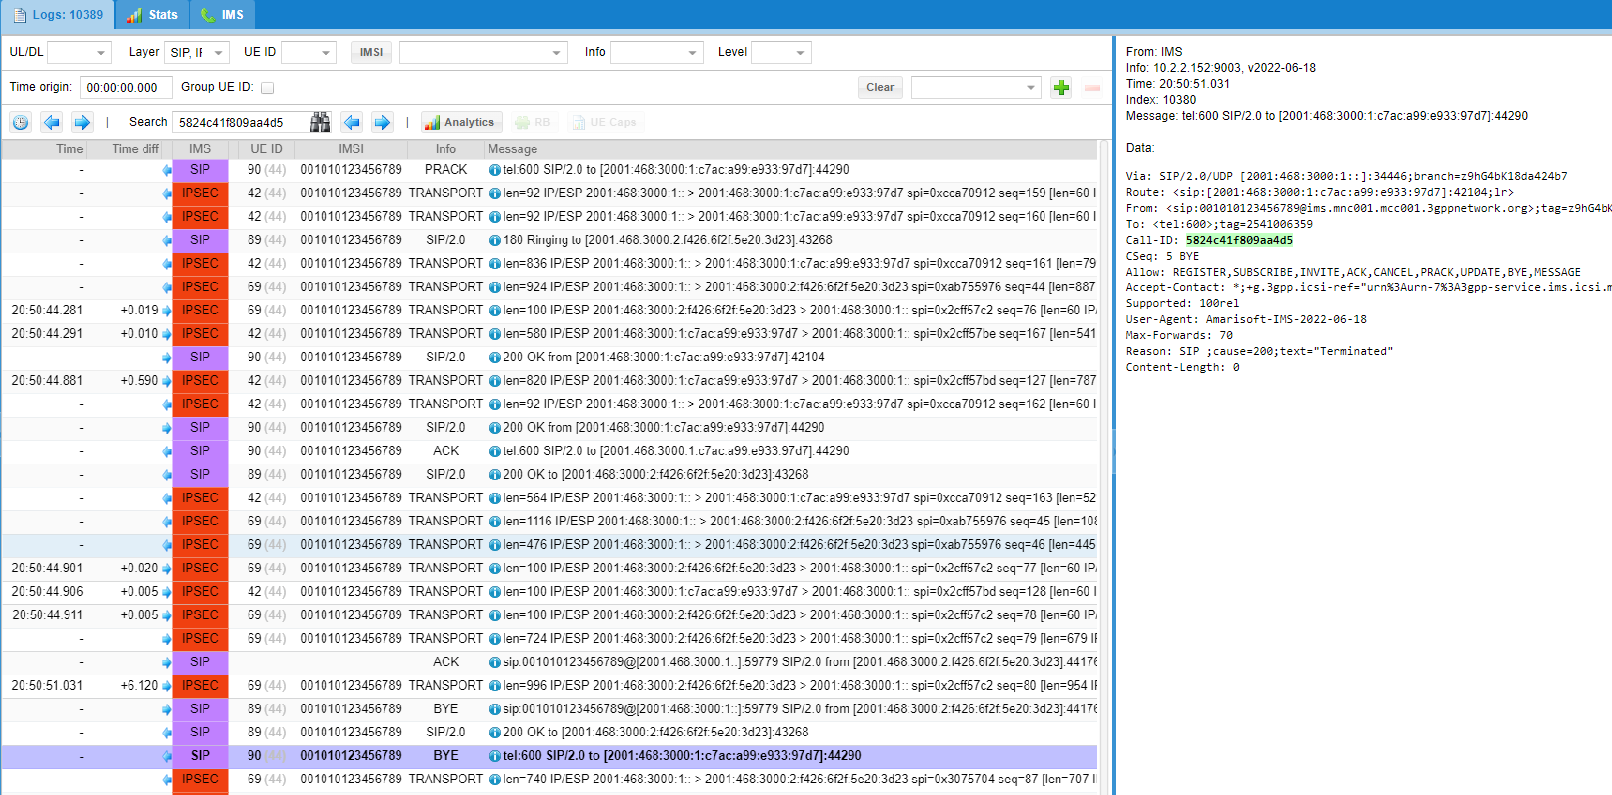 Logs: 10389 Stats IMS
UL/DL Layer SIP, IF UE ID IMSI Info Level
Time origin: 00:00:00.000 Group UE ID: Clear
Search 5824c41f809aa4d5 Analytics RB UE Caps
Time Time diff IMS UE ID IMSI Info Message
- SIP 90 (44) 001010123456789 PRACK tel:600 SIP/2.0 to [2001:468:3000:1:c7ac:a99:e933:97d7]:44290
- IPSEC 42 (44) 001010123456789 TRANSPORT len=92 IP/ESP 2001:468:3000:1:: > 2001:468:3000:1:c7ac:a99:e933:97d7 spi=0xcca70912 seq=159 [len=60 I
- IPSEC 42 (44) 001010123456789 TRANSPORT len=92 IP/ESP 2001:468:3000:1:: > 2001:468:3000:1:c7ac:a99:e933:97d7 spi=0xcca70912 seq=160 [len=60 I
- SIP 89 (44) 001010123456789 SIP/2.0 180 Ringing to [2001:468:3000:2:f426:6f2f:5e20:3d23]:43268
- IPSEC 42 (44) 001010123456789 TRANSPORT len=836 IP/ESP 2001:468:3000:1:: > 2001:468:3000:1:c7ac:a99:e933:97d7 spi=0xcca70912 seq=161 [len=79
- IPSEC 69 (44) 001010123456789 TRANSPORT len=924 IP/ESP 2001:468:3000:1:: > 2001:468:3000:2:f426:6f2f:5e20:3d23 spi=0xab755976 seq=44 [len=887
20:50:44.281 +0.019 IPSEC 69 (44) 001010123456789 TRANSPORT len=100 IP/ESP 2001:468:3000:2:f426:6f2f:5e20:3d23 > 2001:468:3000:1:: spi=0x2cff57c2 seq=76 [len=60 IP/
20:50:44.291 +0.010 IPSEC 42 (44) 001010123456789 TRANSPORT len=580 IP/ESP 2001:468:3000:1:c7ac:a99:e933:97d7 > 2001:468:3000:1:: spi=0x2cff57be seq=167 [len=541
- SIP 90 (44) 001010123456789 SIP/2.0 200 OK from [2001:468:3000:1:c7ac:a99:e933:97d7]:42104
20:50:44.881 +0.590 IPSEC 42 (44) 001010123456789 TRANSPORT len=820 IP/ESP 2001:468:3000:1:c7ac:a99:e933:97d7 > 2001:468:3000:1:: spi=0x2cff57bd seq=127 [len=787
- IPSEC 42 (44) 001010123456789 TRANSPORT len=92 IP/ESP 2001:468:3000:1:: > 2001:468:3000:1:c7ac:a99:e933:97d7 spi=0xcca70912 seq=162 [len=60 I
- SIP 90 (44) 001010123456789 SIP/2.0 200 OK from [2001:468:3000:1:c7ac:a99:e933:97d7]:44290
- SIP 90 (44) 001010123456789 ACK tel:600 SIP/2.0 to [2001:468:3000:1:c7ac:a99:e933:97d7]:44290
- SIP 89 (44) 001010123456789 SIP/2.0 200 OK to [2001:468:3000:2:f426:6f2f:5e20:3d23]:43268
- IPSEC 42 (44) 001010123456789 TRANSPORT len=564 IP/ESP 2001:468:3000:1:: > 2001:468:3000:1:c7ac:a99:e933:97d7 spi=0xcca70912 seq=163 [len=52
- IPSEC 69 (44) 001010123456789 TRANSPORT len=1116 IP/ESP 2001:468:3000:1:: > 2001:468:3000:2:f426:6f2f:5e20:3d23 spi=0xab755976 seq=45 [len=108
- IPSEC 69 (44) 001010123456789 TRANSPORT len=476 IP/ESP 2001:468:3000:1:: > 2001:468:3000:2:f426:6f2f:5e20:3d23 spi=0xab755976 seq=46 [len=445
20:50:44.901 +0.020 IPSEC 69 (44) 001010123456789 TRANSPORT len=100 IP/ESP 2001:468:3000:2:f426:6f2f:5e20:3d23 > 2001:468:3000:1:: spi=0x2cff57c2 seq=77 [len=60 IP/
20:50:44.906 +0.005 IPSEC 42 (44) 001010123456789 TRANSPORT len=100 IP/ESP 2001:468:3000:1:c7ac:a99:e933:97d7 > 2001:468:3000:1:: spi=0x2cff57bd seq=128 [len=60 I
20:50:44.911 +0.005 IPSEC 69 (44) 001010123456789 TRANSPORT len=100 IP/ESP 2001:468:3000:2:f426:6f2f:5e20:3d23 > 2001:468:3000:1:: spi=0x2cff57c2 seq=78 [len=60 IP/
- IPSEC 69 (44) 001010123456789 TRANSPORT len=724 IP/ESP 2001:468:3000:2:f426:6f2f:5e20:3d23 > 2001:468:3000:1:: spi=0x2cff57c2 seq=79 [len=679 IF
- SIP ACK sip:001010123456789@[2001:468:3000:1::]:59779 SIP/2.0 from [2001:468:3000:2:f426:6f2f:5e20:3d23]:44176
20:50:51.031 +6.120 IPSEC 69 (44) 001010123456789 TRANSPORT len=996 IP/ESP 2001:468:3000:2:f426:6f2f:5e20:3d23 > 2001:468:3000:1:: spi=0x2cff57c2 seq=80 [len=954 IF
- SIP 89 (44) 001010123456789 BYE sip:001010123456789@[2001:468:3000:1::]:59779 SIP/2.0 from [2001:468:3000:2:f426:6f2f:5e20:3d23]:44176
- SIP 89 (44) 001010123456789 SIP/2.0 200 OK to [2001:468:3000:2:f426:6f2f:5e20:3d23]:43268
- SIP 90 (44) 001010123456789 BYE tel:600 SIP/2.0 to [2001:468:3000:1:c7ac:a99:e933:97d7]:44290
- IPSEC 69 (44) 001010123456789 TRANSPORT len=740 IP/ESP 2001:468:3000:1:: > 2001:468:3000:2:f426:6f2f:5e20:3d23 spi=0x3075704 seq=87 [len=707 I
From: IMS
Info: 10.2.2.152:9003, v2022-06-18
Time: 20:50:51.031
Index: 10380
Message: tel:600 SIP/2.0 to [2001:468:3000:1:c7ac:a99:e933:97d7]:44290
Data:
Via: SIP/2.0/UDP [2001:468:3000:1::]:34446;branch=z9hG4bK18da424b7
Route: <sip:[2001:468:3000:1:c7ac:a99:e933:97d7]:42104;lr>
From: <sip:001010123456789@ims.mnc001.mcc001.3gppnetwork.org>;tag=z9hG4bK
To: <tel:600>;tag=2541006359
Call-ID: 5824c41f809aa4d5
CSeq: 5 BYE
Allow: REGISTER,SUBSCRIBE,INVITE,ACK,CANCEL,PRACK,UPDATE,BYE,MESSAGE
Accept-Contact: *;+g.3gpp.icsi-ref="urn%3Aurn-7%3A3gpp-service.ims.icsi.m
Supported: 100rel
User-Agent: Amarisoft-IMS-2022-06-18
Max-Forwards: 70
Reason: SIP ;cause=200;text="Terminated"
Content-Length: 0